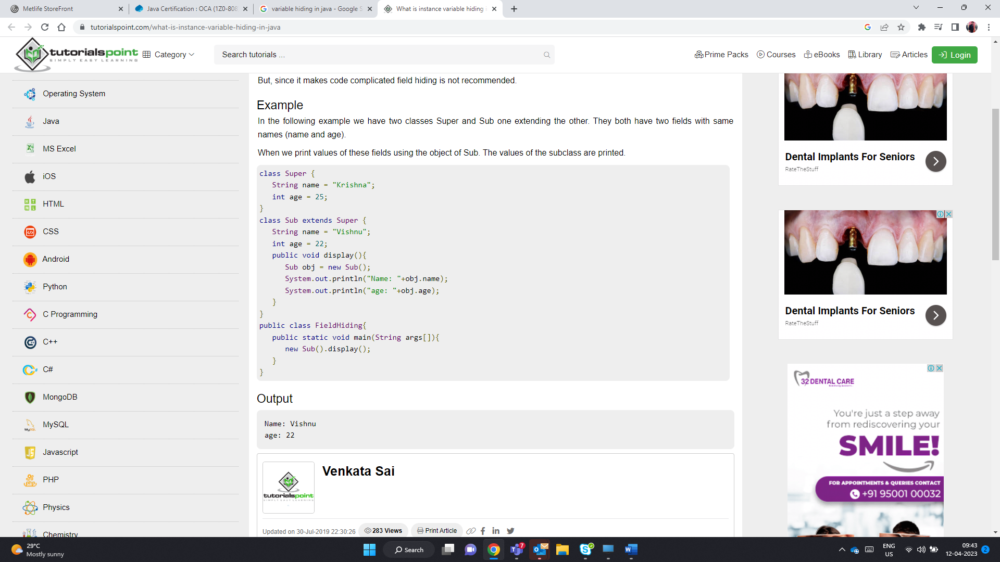 Metlife StoreFront
Java Certification : OCA (1Z0-808
variable hiding in java - Google S
What is instance variable hiding i
tutorialspoint.com/what-is-instance-variable-hiding-in-java
tutorialspoint
SIMPLY EASY LEARNING
Category
Search tutorials ...
Prime Packs
Courses
eBooks
Library
Articles
Login
Operating System
Java
MS Excel
iOS
HTML
CSS
Android
Python
C Programming
C++
C#
MongoDB
MySQL
Javascript
PHP
Physics
Chemistry
But, since it makes code complicated field hiding is not recommended.
Example
In the following example we have two classes Super and Sub one extending the other. They both have two fields with same
names (name and age).
When we print values of these fields using the object of Sub. The values of the subclass are printed.
class Super {
   String name = "Krishna";
   int age = 25;
}
class Sub extends Super {
   String name = "Vishnu";
   int age = 22;
   public void display(){
      Sub obj = new Sub();
      System.out.println("Name: "+obj.name);
      System.out.println("age: "+obj.age);
   }
}
public class FieldHiding{
   public static void main(String args[]){
      new Sub().display();
   }
}
Output
Name: Vishnu
age: 22
tutorialspoint
SIMPLY EASY LEARNING
Venkata Sai
Updated on 30-Jul-2019 22:30:26
283 Views
Print Article
Dental Implants For Seniors
RateTheStuff
Dental Implants For Seniors
RateTheStuff
32 DENTAL CARE
You're just a step away
from rediscovering your
SMILE!
FOR APPOINTMENTS & QUERIES CONTACT
+91 95001 00032
29°C
Mostly sunny
Search
7
ENG
US
09:43
12-04-2023
2